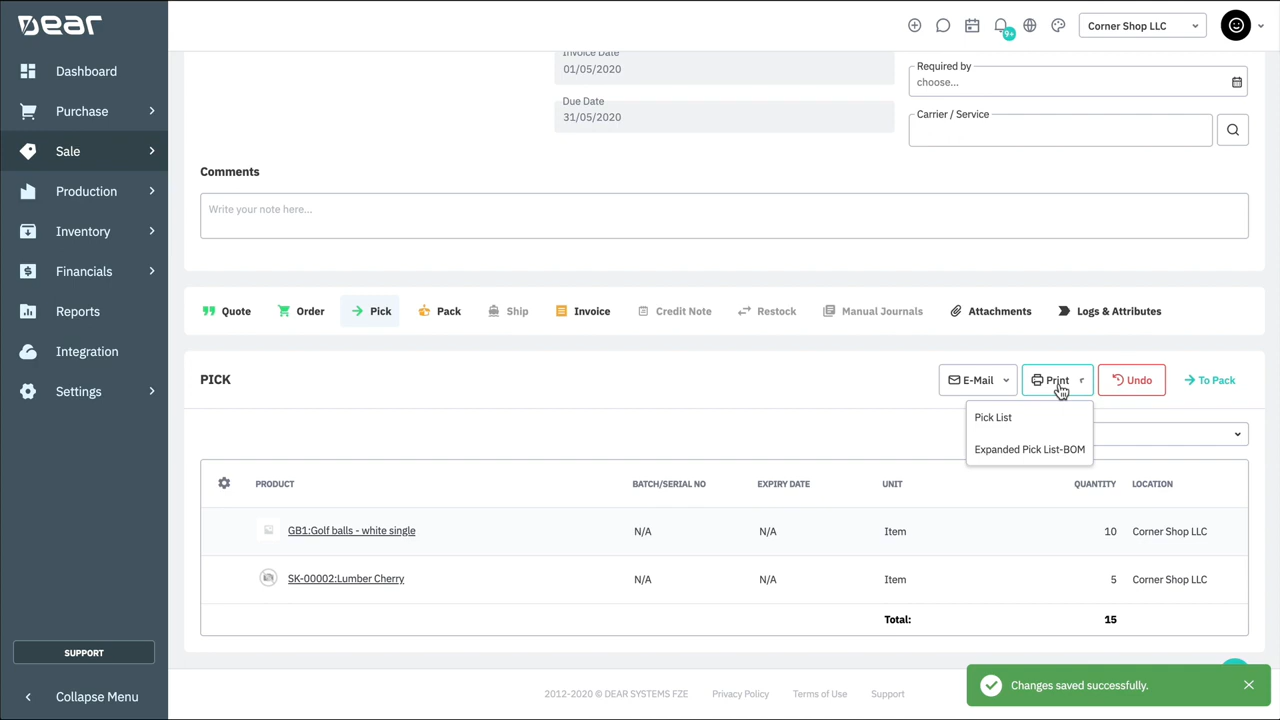 DEAR
9+
Corner Shop LLC
Dashboard
Purchase
Sale
Production
Inventory
Financials
Reports
Integration
Settings
SUPPORT
Collapse Menu
Invoice Date
01/05/2020
Due Date
31/05/2020
Required by
choose...
Carrier / Service
Comments
Write your note here...
Quote
Order
Pick
Pack
Ship
Invoice
Credit Note
Restock
Manual Journals
Attachments
Logs & Attributes
PICK
E-Mail
Print
Undo
To Pack
Pick List
Expanded Pick List-BOM
PRODUCT BATCH/SERIAL NO EXPIRY DATE UNIT QUANTITY LOCATION
GB1:Golf balls - white single N/A N/A Item 10 Corner Shop LLC
SK-00002:Lumber Cherry N/A N/A Item 5 Corner Shop LLC
Total: 15
2012-2020 © DEAR SYSTEMS FZE Privacy Policy Terms of Use Support
Changes saved successfully.